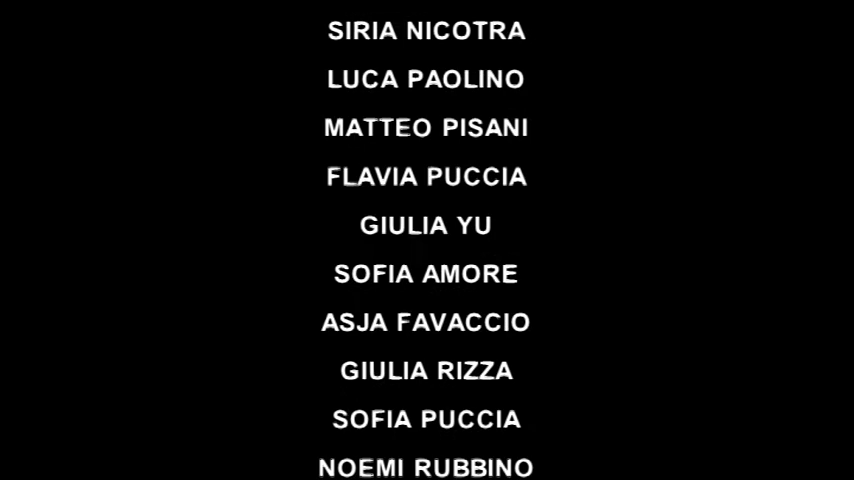 SIRIA NICOTRA
LUCA PAOLINO
MATTEO PISANI
FLAVIA PUCCIA
GIULIA YU
SOFIA AMORE
ASJA FAVACCIO
GIULIA RIZZA
SOFIA PUCCIA
NOEMI RUBBINO